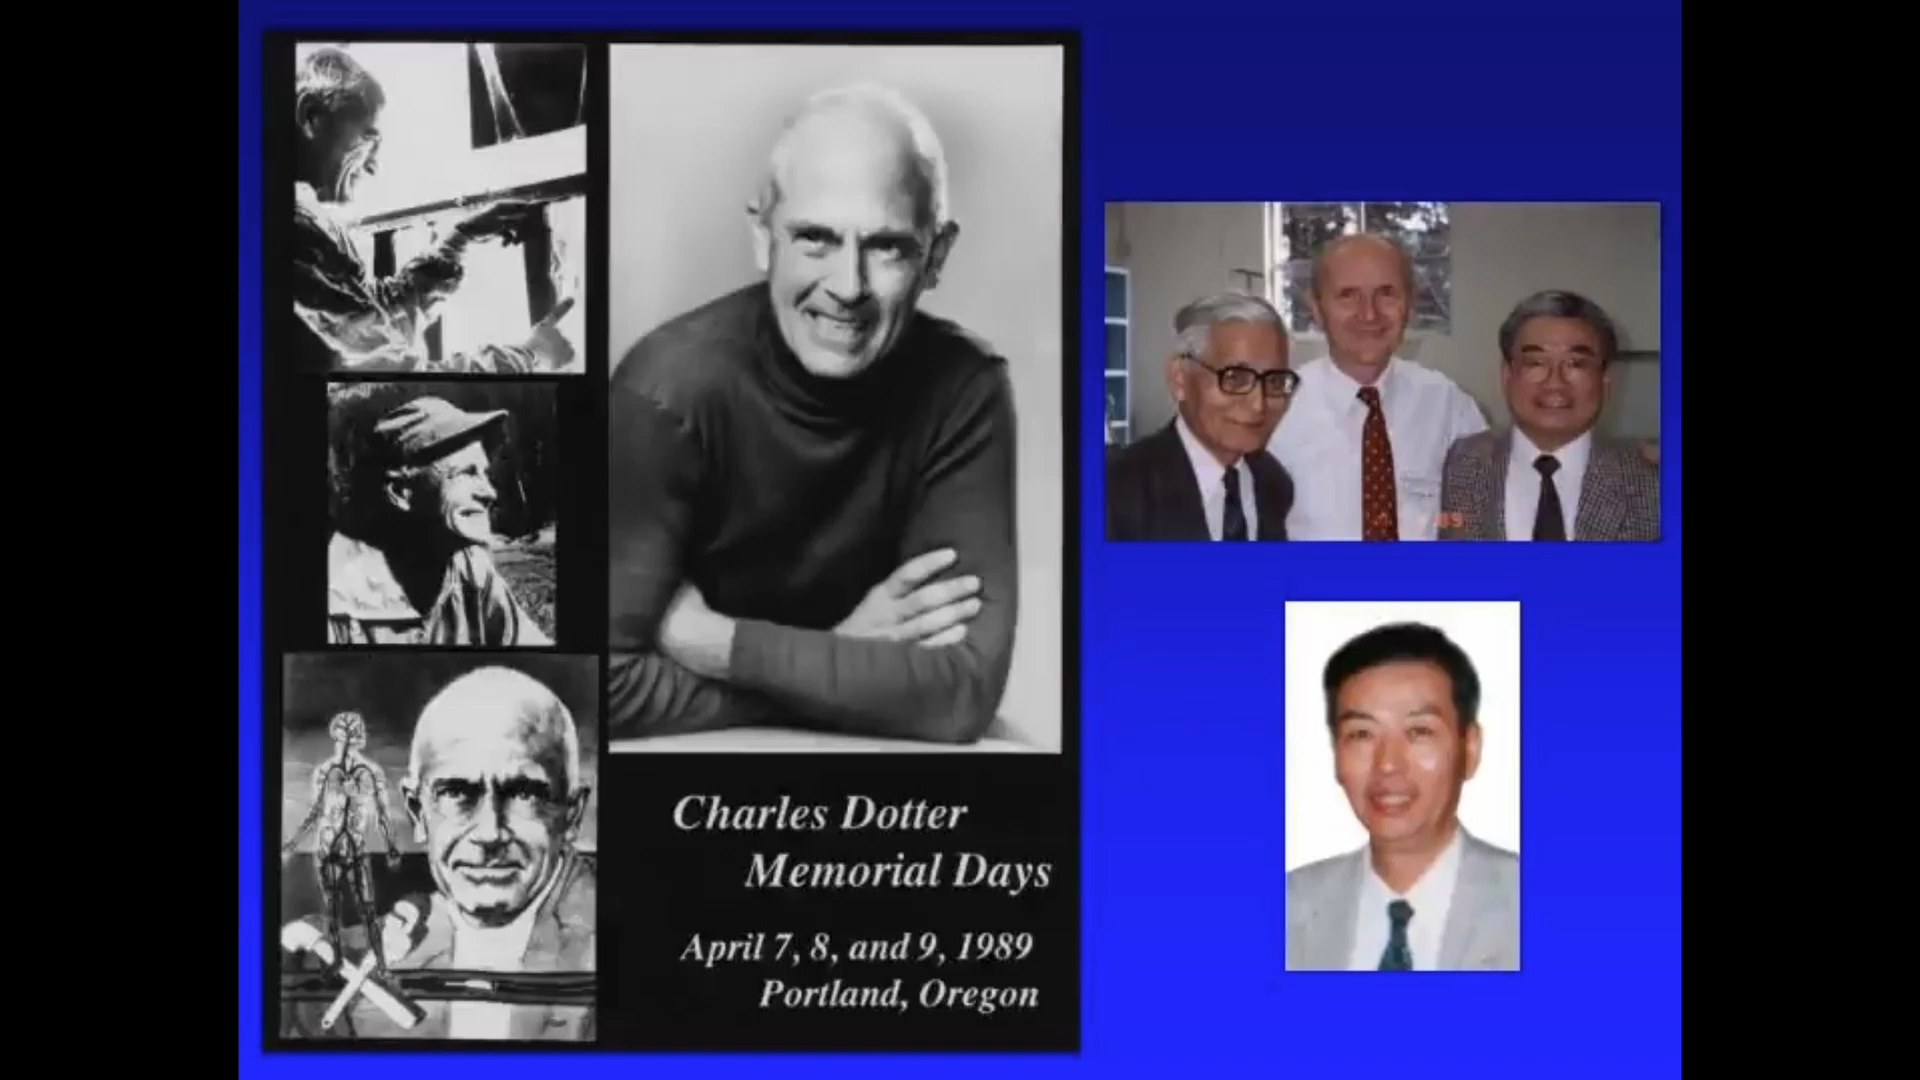 Charles Dotter
Memorial Days
April 7, 8, and 9, 1989
Portland, Oregon